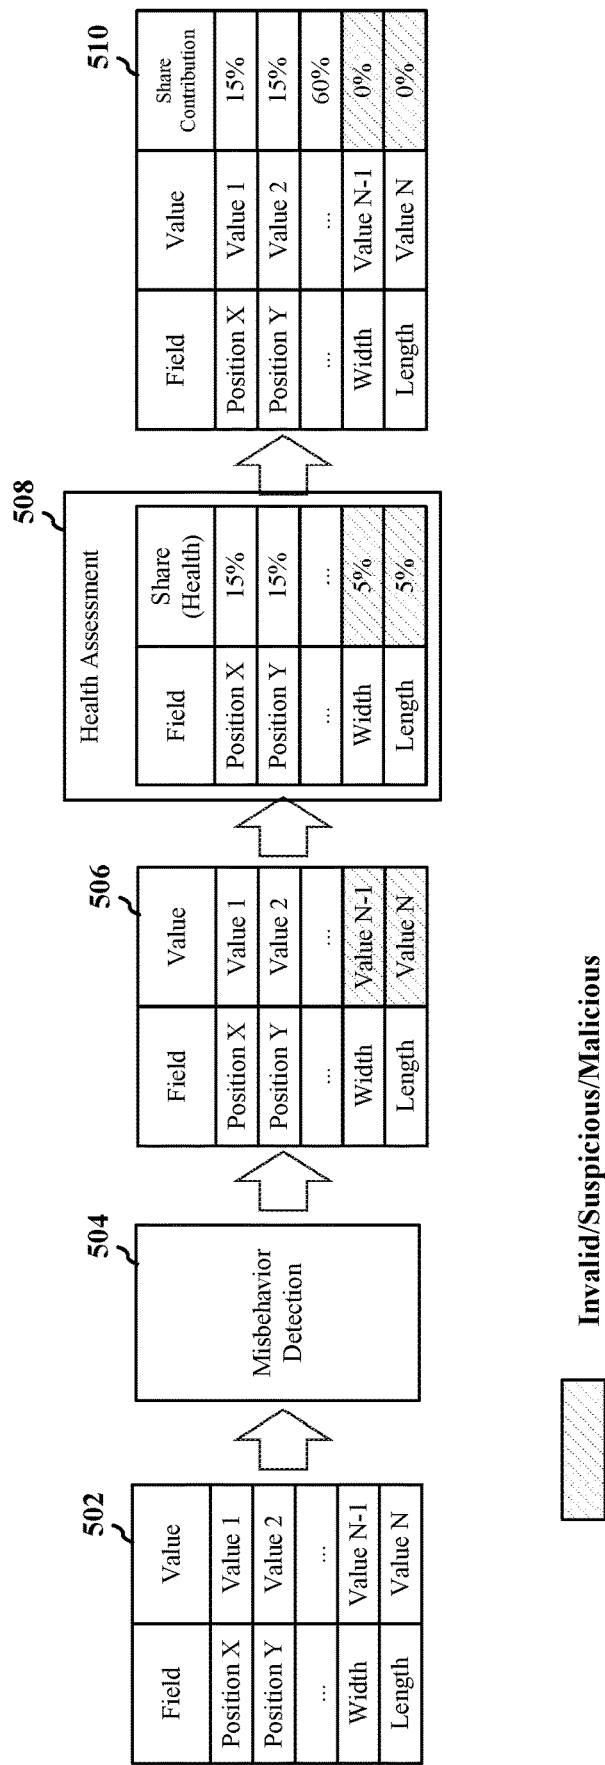 502
Field Value
Position X Value 1
Position Y Value 2
... ...
Width Value N-1
Length Value N
504
Misbehavior
Detection
506
Field Value
Position X Value 1
Position Y Value 2
... ...
Width Value N-1
Length Value N
508
Health Assessment
Field Share
(Health)
Position X 15%
Position Y 15%
... ...
Width 5%
Length 5%
510
Field Value Share
Contribution
Position X Value 1 15%
Position Y Value 2 15%
... ... 60%
Width Value N-1 0%
Length Value N 0%
Invalid/Suspicious/Malicious